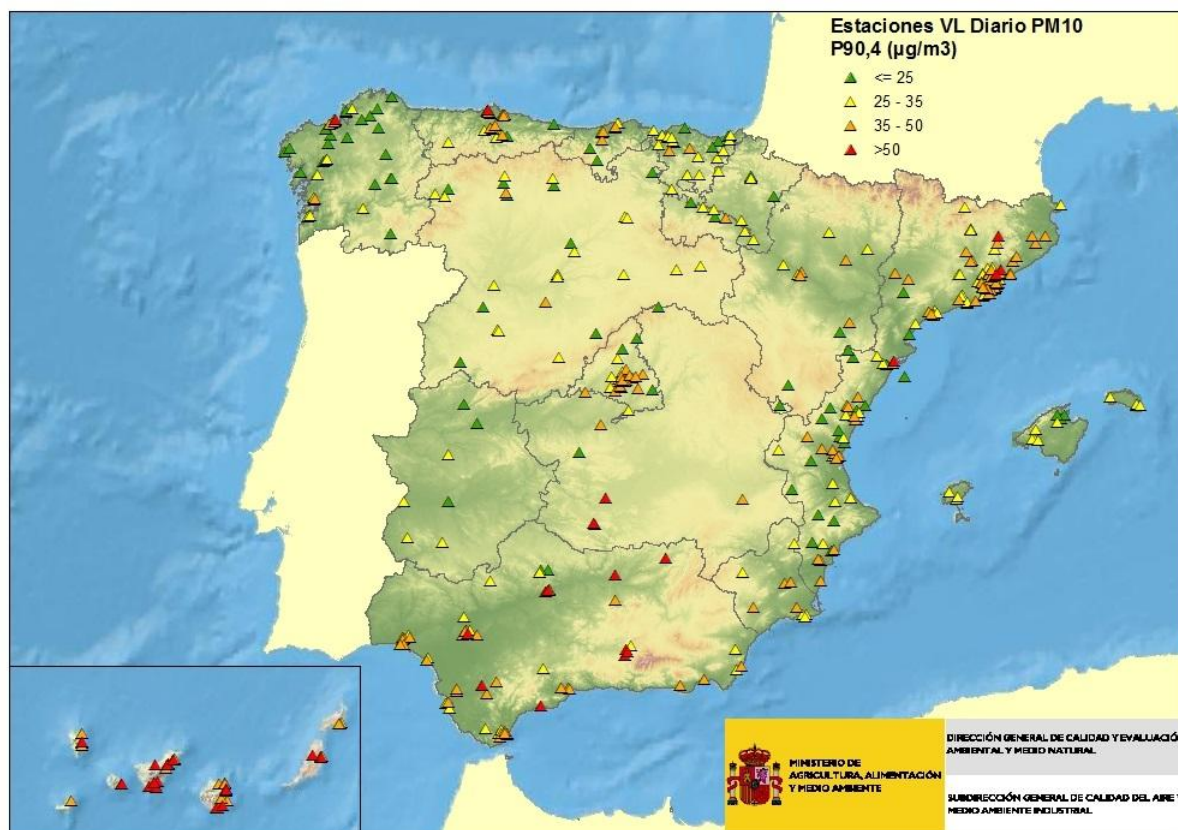 Estaciones VL Diario PM10
P90,4 (µg/m3)
<= 25
25 - 35
35 - 50
>50
MINISTERIO DE
AGRICULTURA, ALIMENTACIÓN
Y MEDIO AMBIENTE
DIRECCIÓN GENERAL DE CALIDAD Y EVALUACIÓ
AMBIENTAL Y MEDIO NATURAL
SUBDIRECCIÓN GENERAL DE CALIDAD DEL AIRE Y
MEDIO AMBIENTE INDUSTRIAL